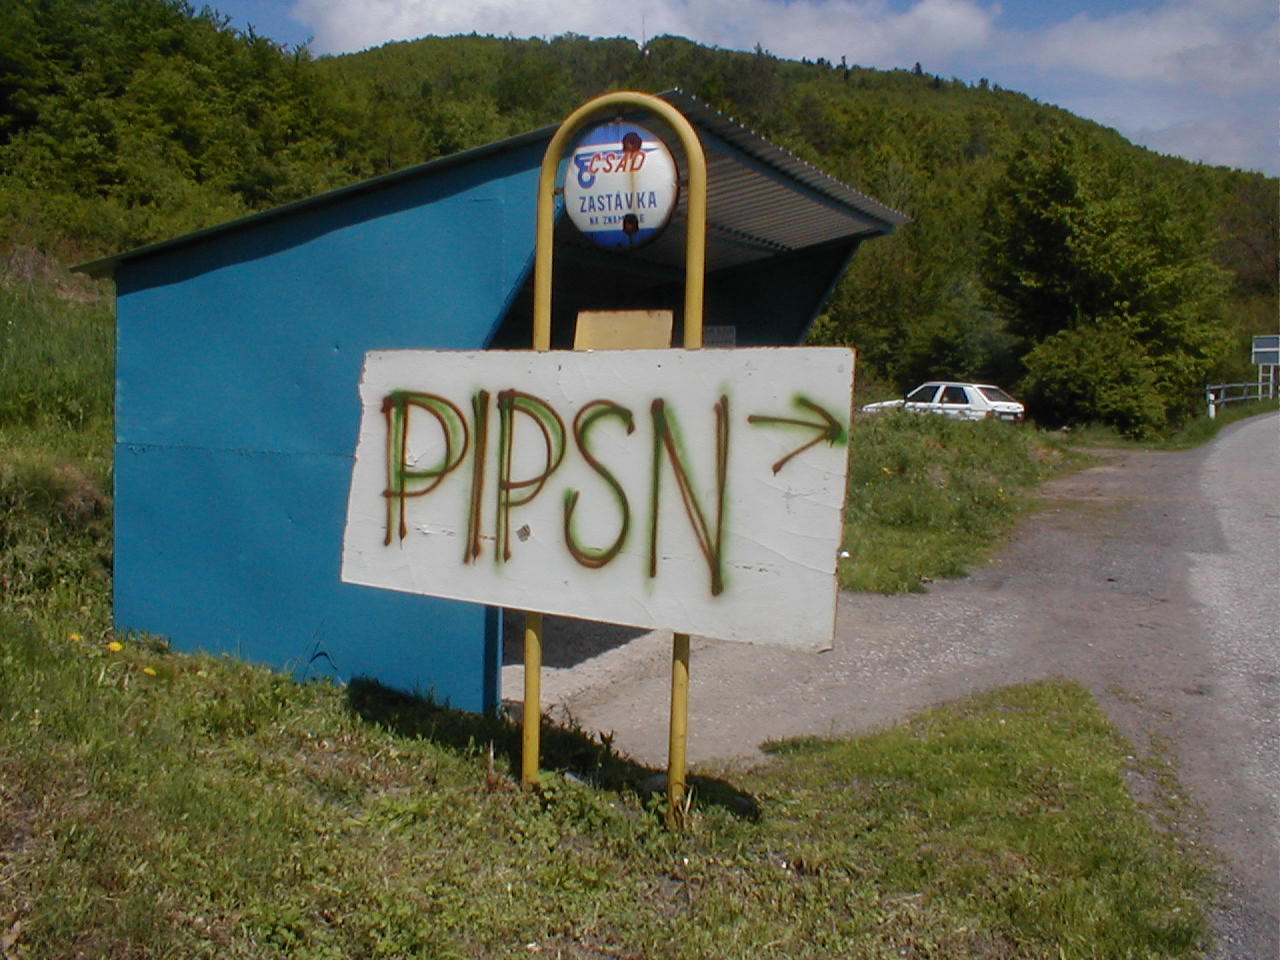 ČSAD
ZASTÁVKA
PIPSN →